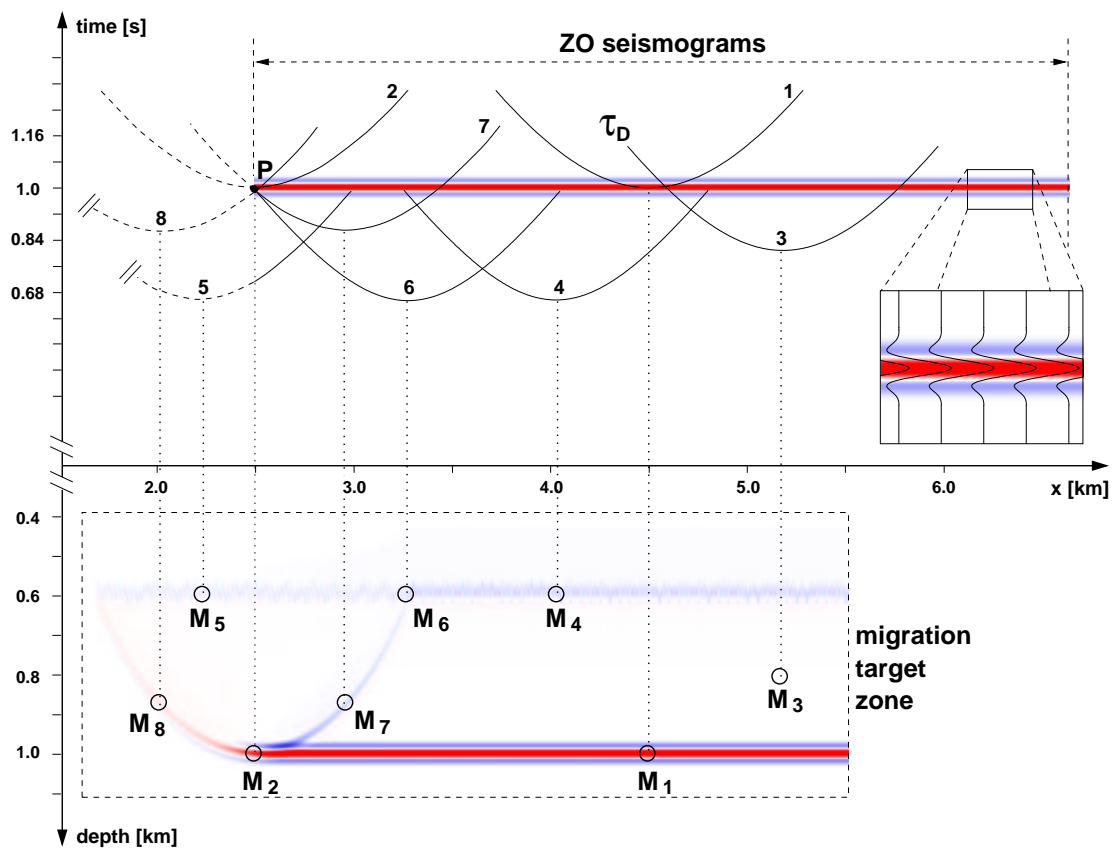 time [s]
ZO seismograms
2
1
7
τD
1.16
P
1.0
8
0.84
3
5
6
4
0.68
2.0 3.0 4.0 5.0 6.0 x [km]
0.4
0.6
M5
M6
M4
migration
target
zone
0.8
M3
M8
M7
1.0
M2
M1
depth [km]